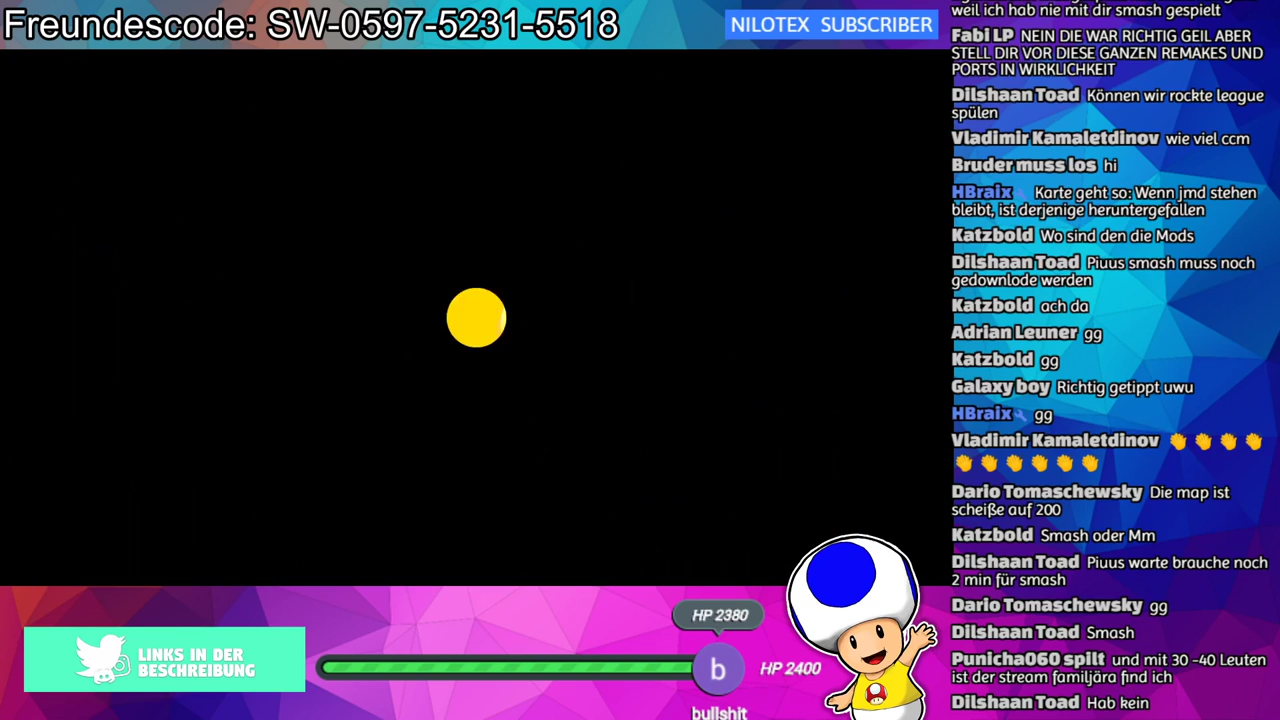 Freundescode: SW-0597-5231-5518
NILOTEX SUBSCRIBER
weil ich hab nie mit dir smash gespielt
Fabi LP NEIN DIE WAR RICHTIG GEIL ABER
STELL DIR VOR DIESE GANZEN REMAKES UND
PORTS IN WIRKLICHKEIT
Dilshaan Toad Können wir rockte league
spülen
Vladimir Kamaletdinov wie viel ccm
Bruder muss los hi
HBraix Karte geht so: Wenn jmd stehen
bleibt, ist derjenige heruntergefallen
Katzbold Wo sind den die Mods
Dilshaan Toad Piuus smash muss noch
gedownlode werden
Katzbold ach da
Adrian Leuner gg
Katzbold gg
Galaxy boy Richtig getippt uwu
HBraix gg
Vladimir Kamaletdinov 👏 👏 👏 👏
👏 👏 👏 👏 👏 👏
Dario Tomaschewsky Die map ist
scheiße auf 200
Katzbold Smash oder Mm
Dilshaan Toad Piuus warte brauche noch
2 min für smash
Dario Tomaschewsky gg
Dilshaan Toad Smash
Punicha060 spilt und mit 30 -40 Leuten
ist der stream familjära find ich
Dilshaan Toad Hab kein
LINKS IN DER
BESCHREIBUNG
HP 2380
b
HP 2400
bullshit